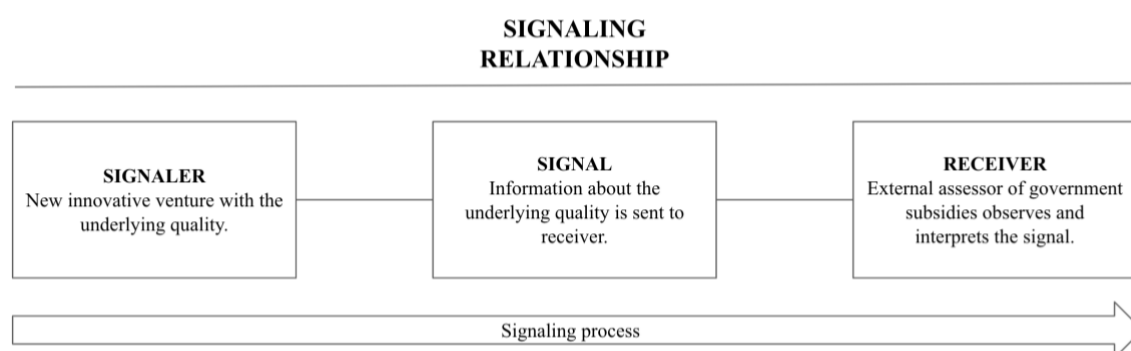 SIGNALING
RELATIONSHIP
SIGNALER
New innovative venture with the
underlying quality.
SIGNAL
Information about the
underlying quality is sent to
receiver.
RECEIVER
External assessor of government
subsidies observes and
interprets the signal.
Signaling process